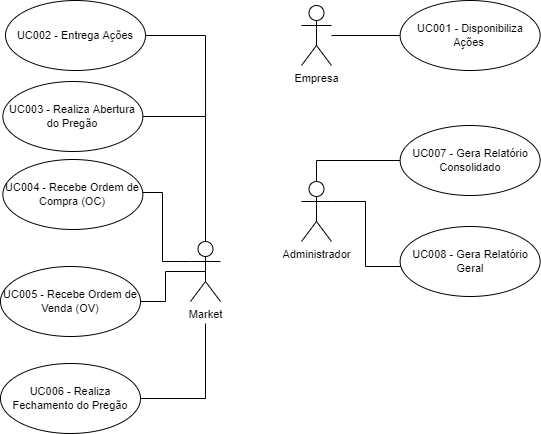 UC002 - Entrega Ações
UC003 - Realiza Abertura
do Pregão
UC004 - Recebe Ordem de
Compra (OC)
UC005 - Recebe Ordem de
Venda (OV)
UC006 - Realiza
Fechamento do Pregão
Market
Empresa
UC001 - Disponibiliza
Ações
Administrador
UC007 - Gera Relatório
Consolidado
UC008 - Gera Relatório
Geral